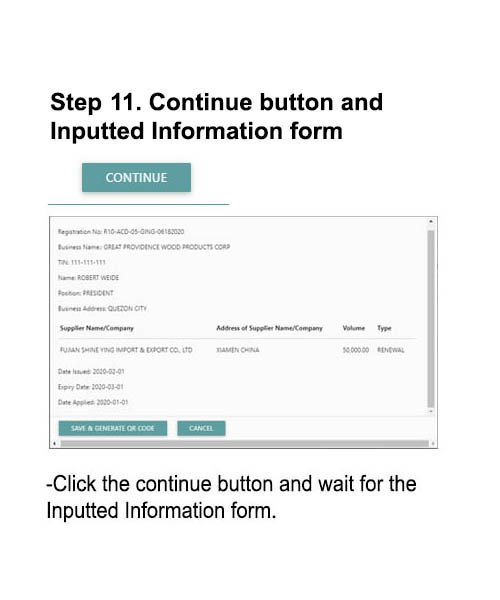 Step 11. Continue button and
Inputted Information form
CONTINUE
Registration No: R10-ACD-05-GING-06182020
Business Name: GREAT PROVIDENCE WOOD PRODUCTS CORP
TIN: 111-111-111
Name: ROBERT WEIDE
Position: PRESIDENT
Business Address: QUEZON CITY
Supplier Name/Company Address of Supplier Name/Company Volume Type
FUJIAN SHINE YING IMPORT & EXPORT CO., LTD XIAMEN CHINA 50,000.00 RENEWAL
Date Issued: 2020-02-01
Expiry Date: 2020-03-01
Date Applied: 2020-01-01
SAVE & GENERATE QR CODE CANCEL
-Click the continue button and wait for the
Inputted Information form.